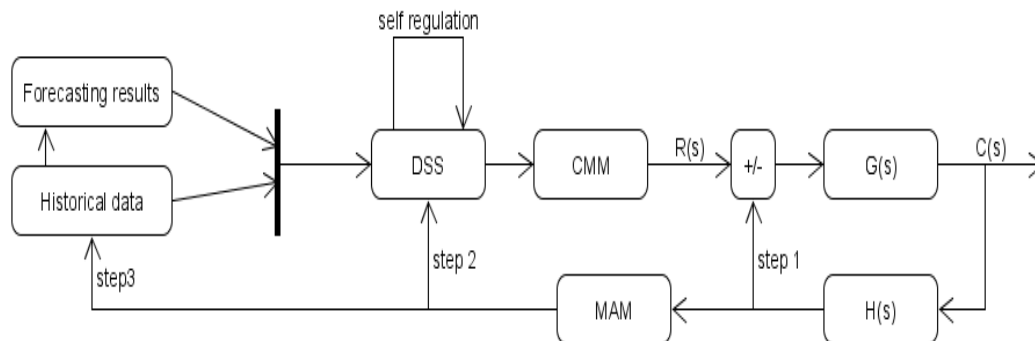 self regulation
Forecasting results
Historical data
DSS
CMM
R(s)
+/-
G(s)
C(s)
step3
step 2
step 1
MAM
H(s)